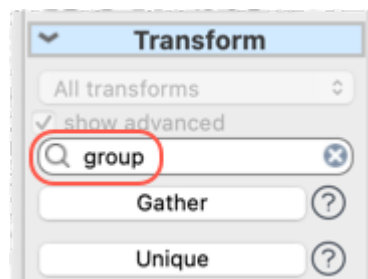 Transform
All transforms
show advanced
group
Gather ?
Unique ?